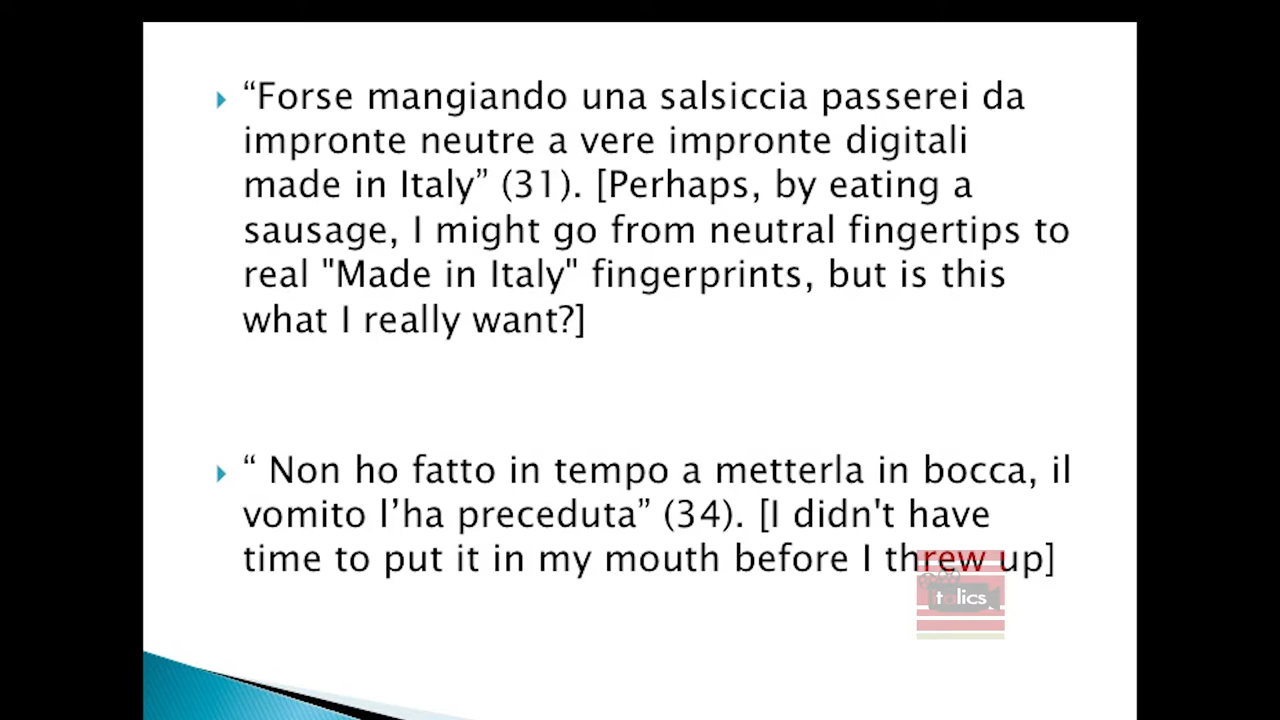 “Forse mangiando una salsiccia passerei da
impronte neutre a vere impronte digitali
made in Italy” (31). [Perhaps, by eating a
sausage, I might go from neutral fingertips to
real "Made in Italy" fingerprints, but is this
what I really want?]
“ Non ho fatto in tempo a metterla in bocca, il
vomito l’ha preceduta” (34). [I didn't have
time to put it in my mouth before I threw up]
italics